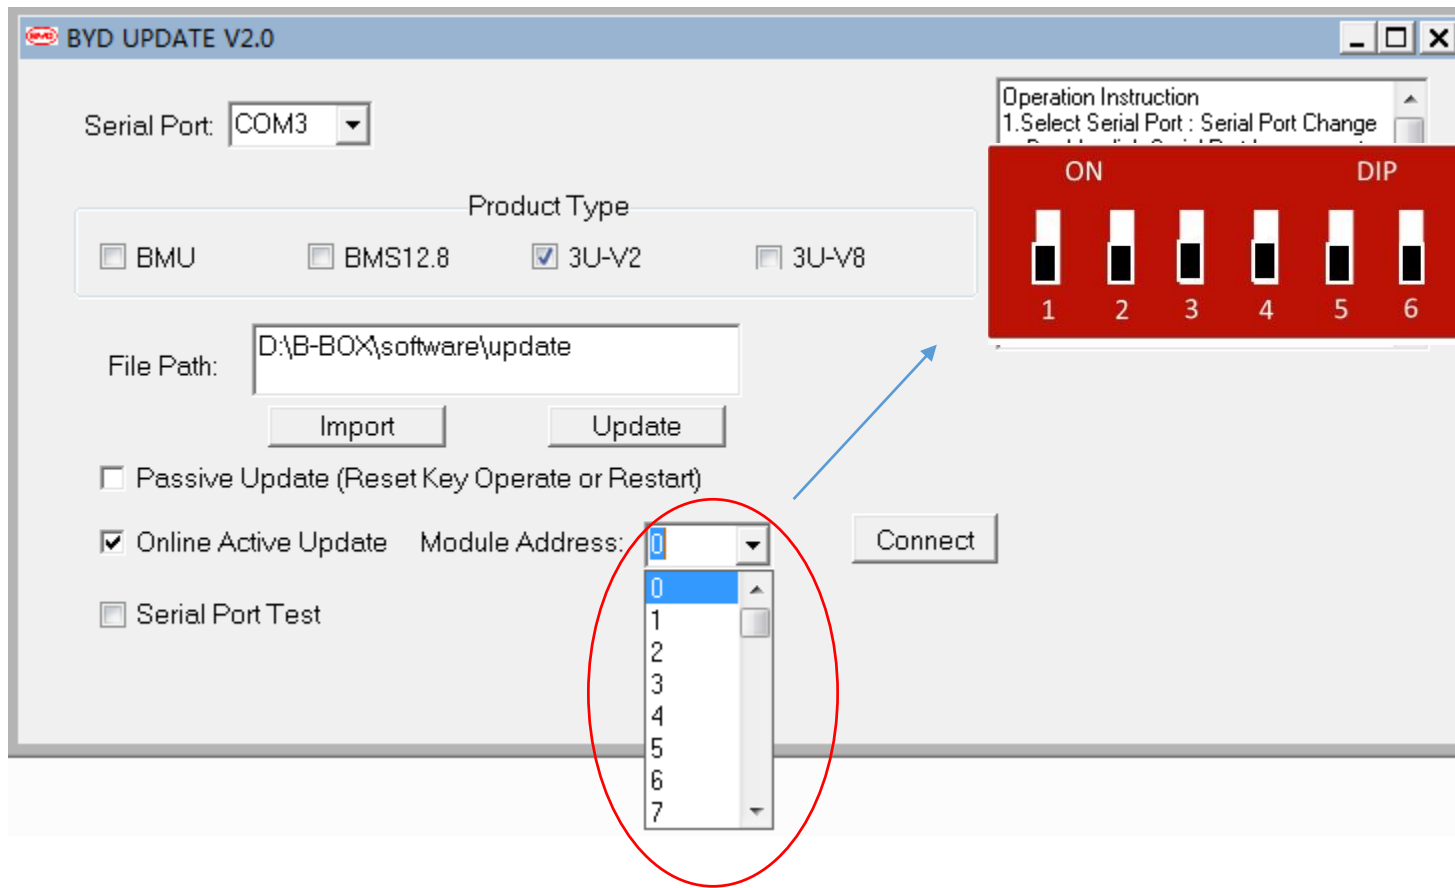 BYD UPDATE V2.0
Serial Port: COM3
Operation Instruction
1.Select Serial Port : Serial Port Change
ON DIP
1 2 3 4 5 6
Product Type
BMU BMS12.8 3U-V2 3U-V8
File Path: D:\B-BOX\software\update
Import Update
Passive Update (Reset Key Operate or Restart)
Online Active Update Module Address: 0 Connect
Serial Port Test
0
1
2
3
4
5
6
7